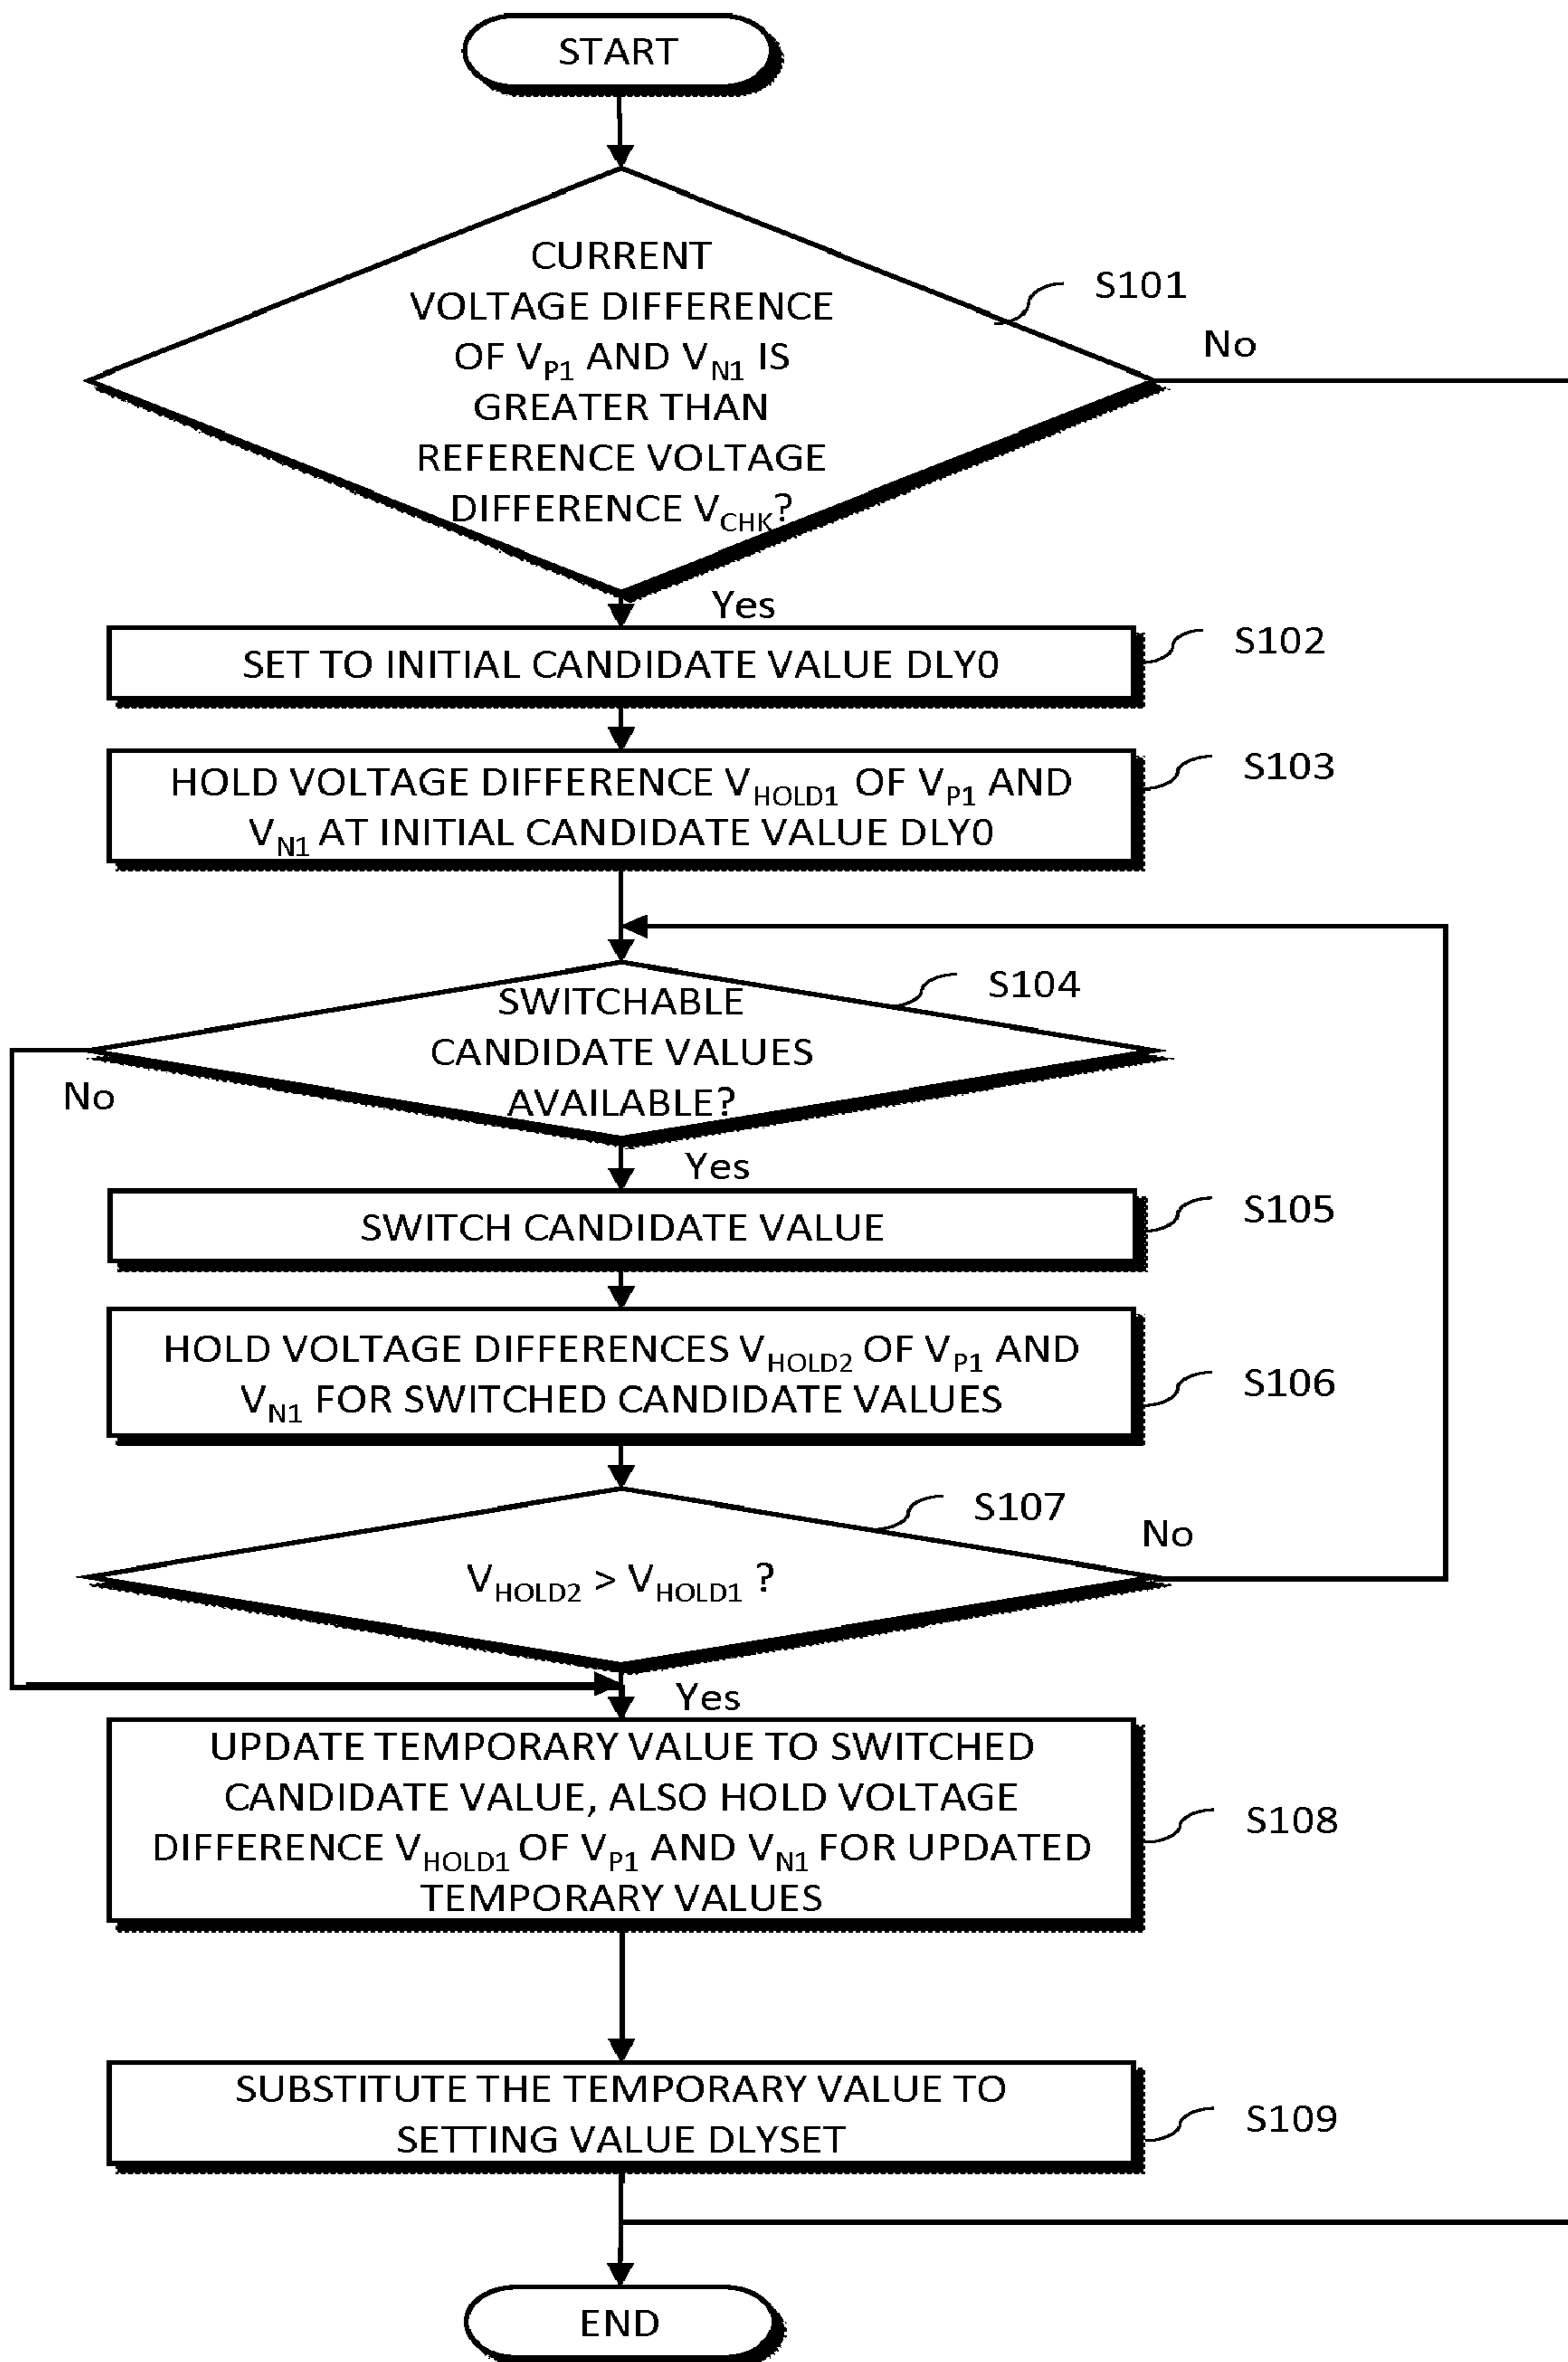 START
CURRENT
VOLTAGE DIFFERENCE
OF VP1 AND VN1 IS
GREATER THAN
REFERENCE VOLTAGE
DIFFERENCE VCHK?
S101
No
Yes
SET TO INITIAL CANDIDATE VALUE DLY0
S102
HOLD VOLTAGE DIFFERENCE VHOLD1 OF VP1 AND
VN1 AT INITIAL CANDIDATE VALUE DLY0
S103
SWITCHABLE
CANDIDATE VALUES
AVAILABLE?
S104
No
Yes
SWITCH CANDIDATE VALUE
S105
HOLD VOLTAGE DIFFERENCES VHOLD2 OF VP1 AND
VN1 FOR SWITCHED CANDIDATE VALUES
S106
VHOLD2 > VHOLD1 ?
S107
No
Yes
UPDATE TEMPORARY VALUE TO SWITCHED
CANDIDATE VALUE, ALSO HOLD VOLTAGE
DIFFERENCE VHOLD1 OF VP1 AND VN1 FOR UPDATED
TEMPORARY VALUES
S108
SUBSTITUTE THE TEMPORARY VALUE TO
SETTING VALUE DLYSET
S109
END